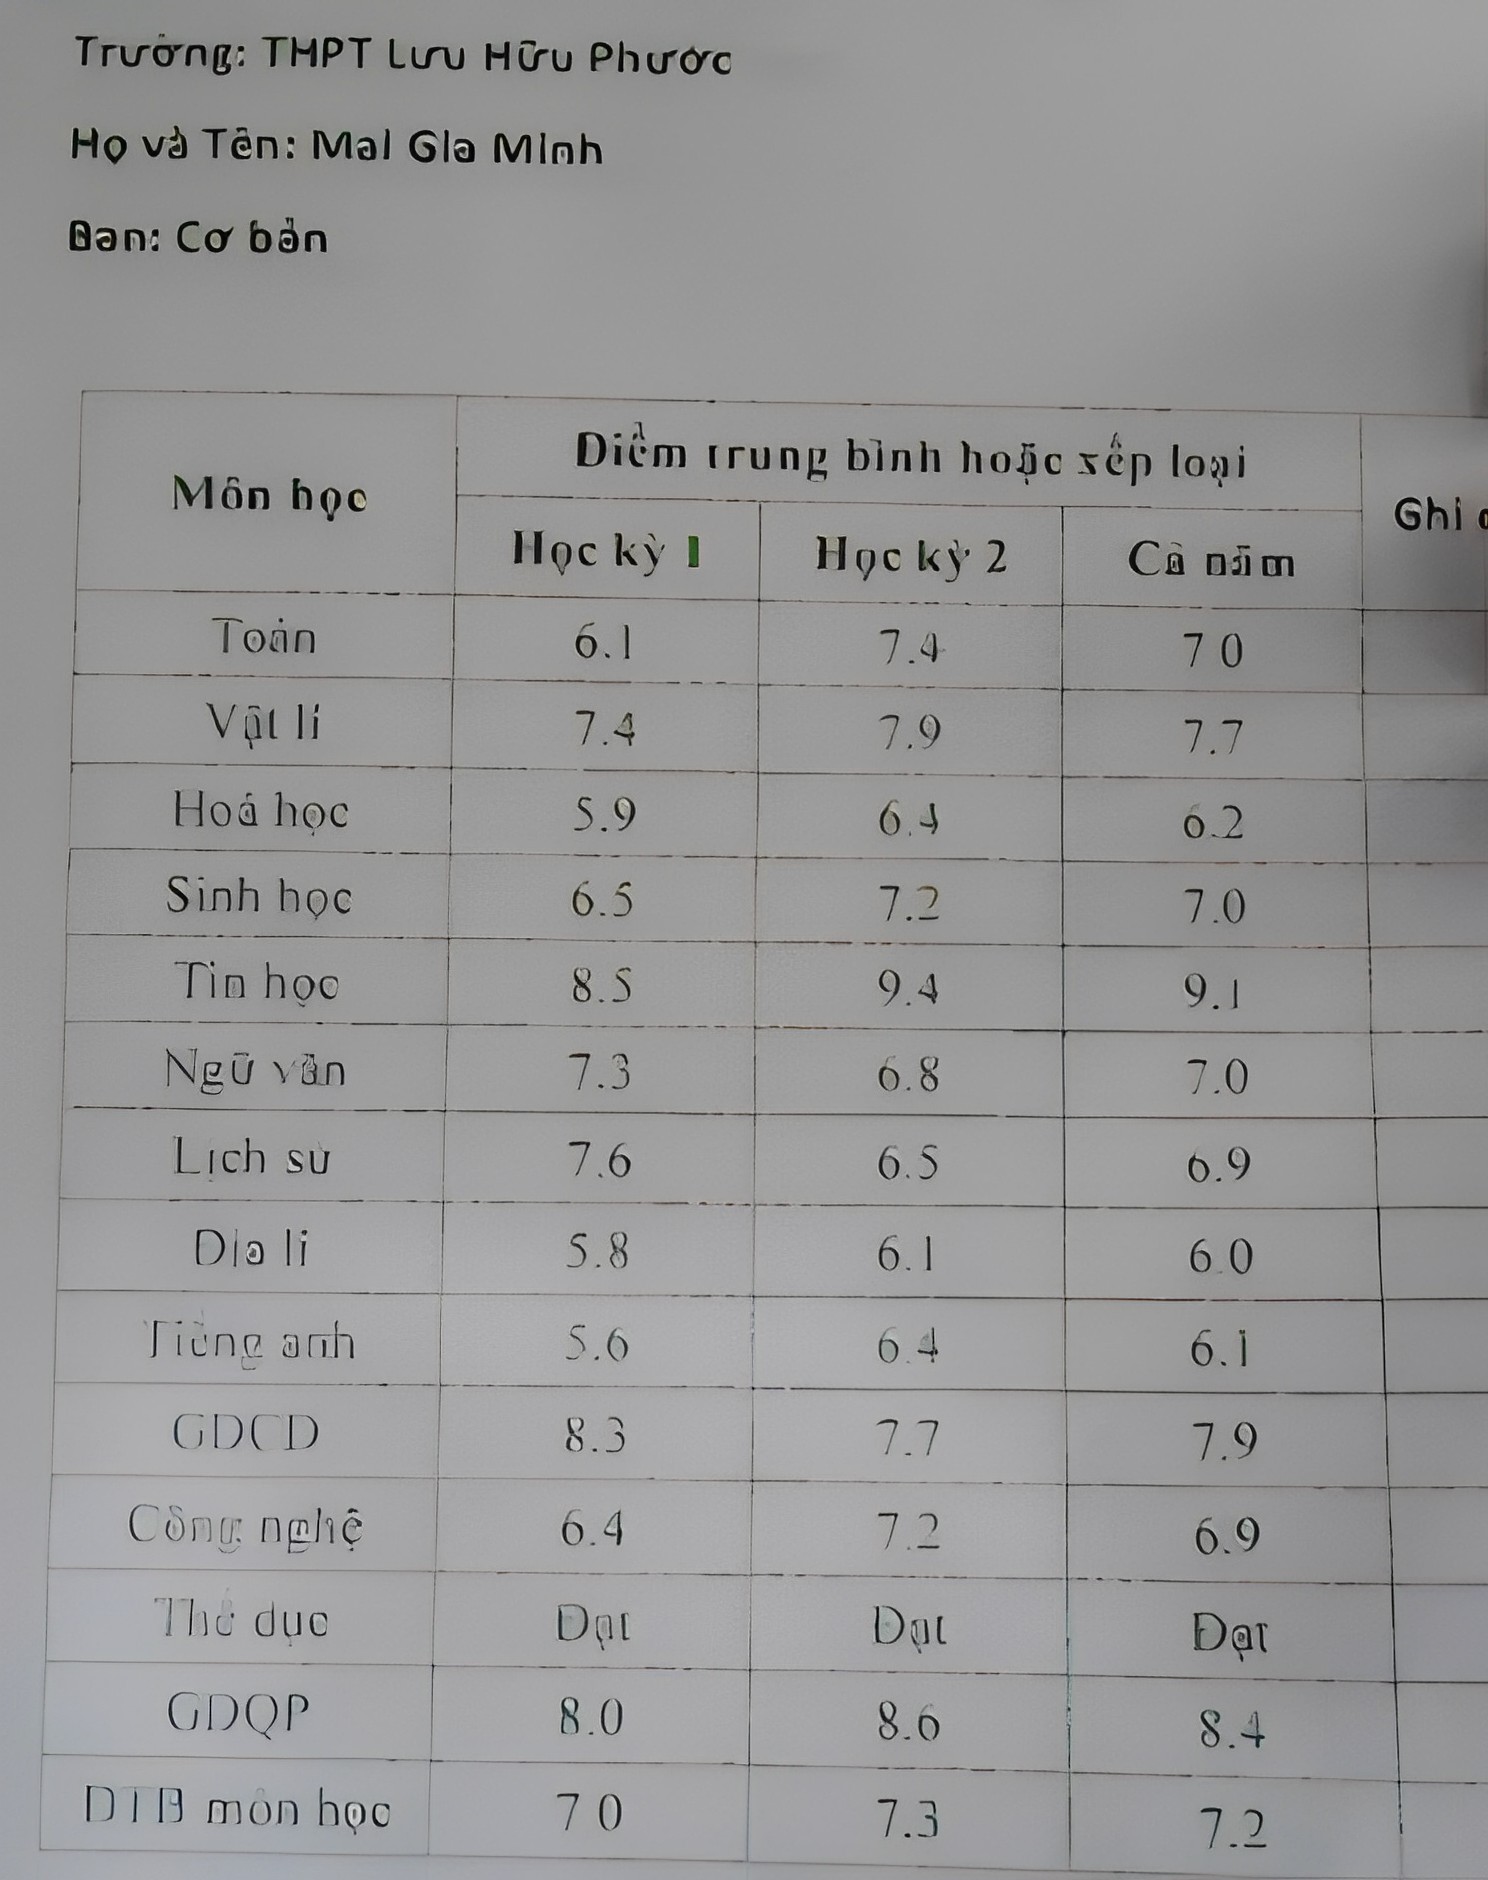 Trường: THPT Lưu Hữu Phước
Họ và Tên: Mai Gia Minh
Ban: Cơ bản
Môn học Điểm trung bình hoặc xếp loại Ghi
Học kỳ 1 Học kỳ 2 Cả năm
Toán 6.1 7.4 7.0
Vật lí 7.4 7.9 7.7
Hoá học 5.9 6.4 6.2
Sinh học 6.5 7.2 7.0
Tin học 8.5 9.4 9.1
Ngữ văn 7.3 6.8 7.0
Lịch sử 7.6 6.5 6.9
Địa lí 5.8 6.1 6.0
Tiếng anh 5.6 6.4 6.1
GDCD 8.3 7.7 7.9
Công nghệ 6.4 7.2 6.9
Thể dục Đạt Đạt Đạt
GDQP 8.0 8.6 8.4
ĐTB môn học 7.0 7.3 7.2